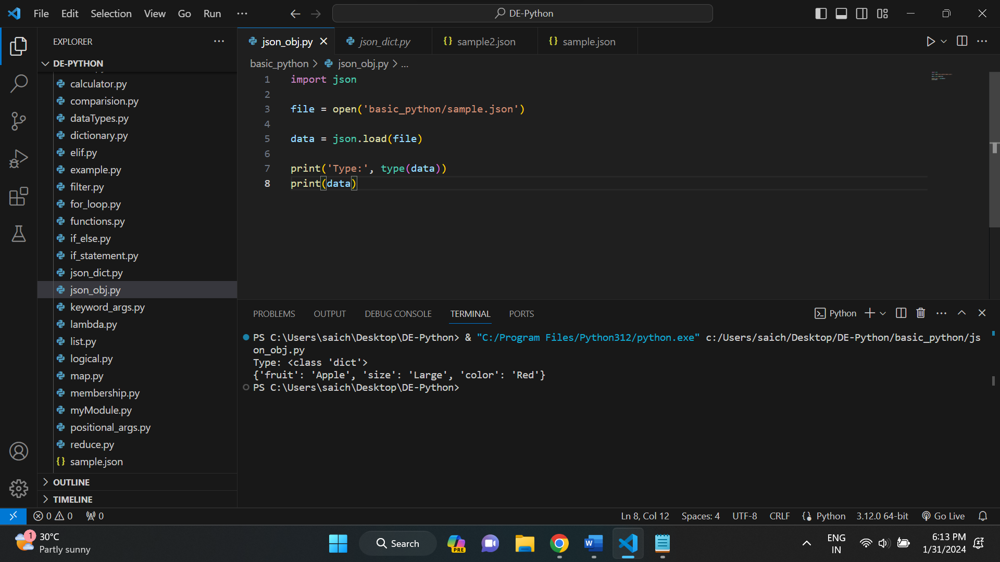 File Edit Selection View Go Run ··· DE-Python
EXPLORER ···
DE-PYTHON
calculator.py
comparision.py
dataTypes.py
dictionary.py
elif.py
example.py
filter.py
for_loop.py
functions.py
if_else.py
if_statement.py
json_dict.py
json_obj.py
keyword_args.py
lambda.py
list.py
logical.py
map.py
membership.py
myModule.py
positional_args.py
reduce.py
{} sample.json
OUTLINE
TIMELINE
json_obj.py json_dict.py {} sample2.json {} sample.json
basic_python > json_obj.py > ...
1 import json
2
3 file = open('basic_python/sample.json')
4
5 data = json.load(file)
6
7 print('Type:', type(data))
8 print(data)
PROBLEMS OUTPUT DEBUG CONSOLE TERMINAL PORTS Python
PS C:\Users\saich\Desktop\DE-Python> & "C:/Program Files/Python312/python.exe" c:/Users/saich/Desktop/DE-Python/basic_python/js
on_obj.py
Type: <class 'dict'>
{'fruit': 'Apple', 'size': 'Large', 'color': 'Red'}
PS C:\Users\saich\Desktop\DE-Python>
0 0 0 Ln 8, Col 12 Spaces: 4 UTF-8 CRLF Python 3.12.0 64-bit Go Live
1 30°C
Partly sunny
Search
PRE
W
ENG
IN
6:13 PM
1/31/2024